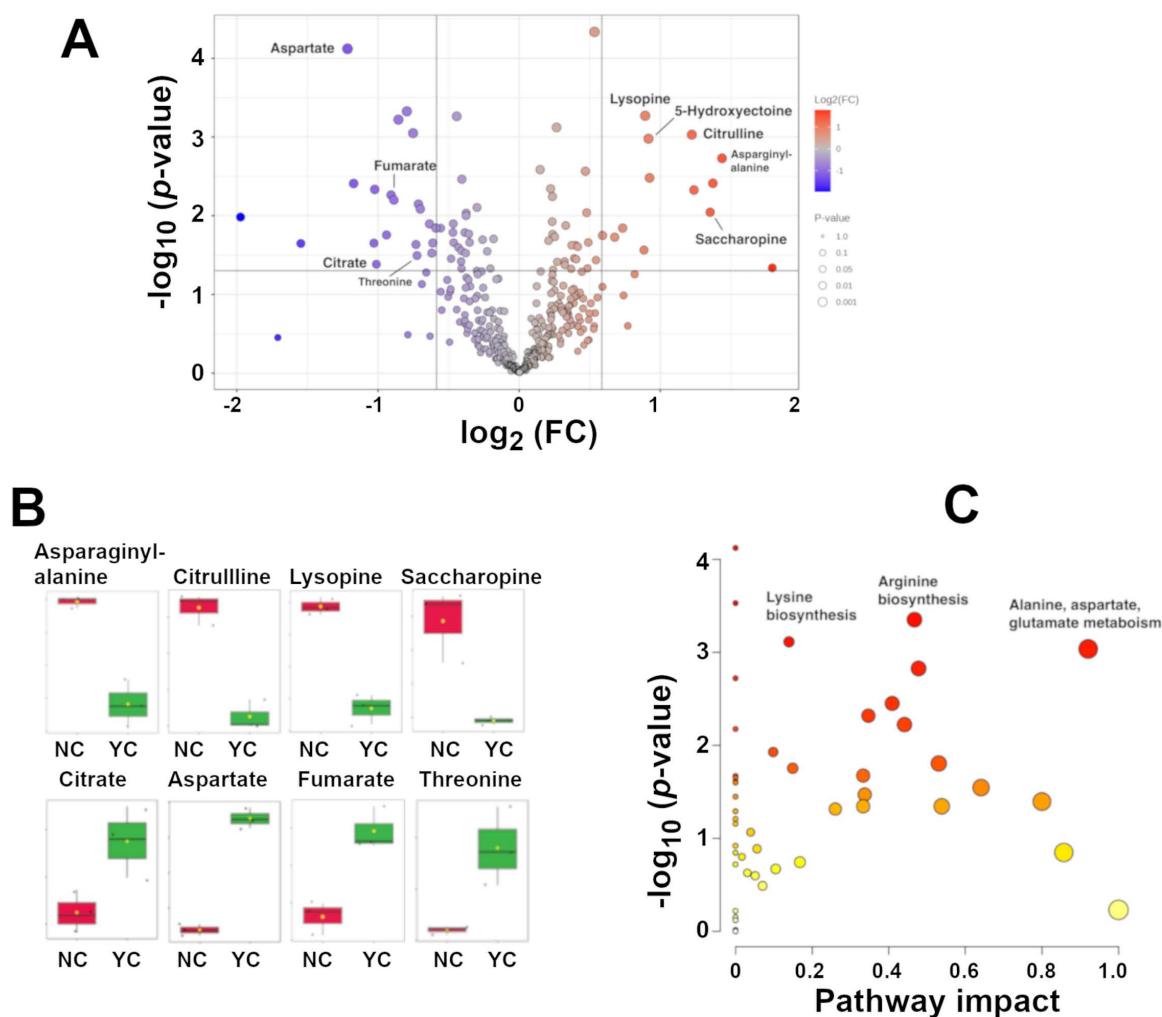 A
-log10 (p-value)
4
3
2
1
0
Aspartate
Lysopine
5-Hydroxyectoine
Citrulline
Asparginyl-
alanine
Fumarate
Saccharopine
Citrate
Threonine
-2
-1
0
1
2
log2 (FC)
Log2(FC)
1
0
-1
P-value
1.0
0.1
0.05
0.01
0.001
B
Asparaginyl-
alanine
Citrullline
Lysopine
Saccharopine
NC YC
NC YC
NC YC
NC YC
Citrate
Aspartate
Fumarate
Threonine
NC YC
NC YC
NC YC
NC YC
C
-log10 (p-value)
4
3
2
1
0
Lysine
biosynthesis
Arginine
biosynthesis
Alanine, aspartate,
glutamate metaboism
0
0.2
0.4
0.6
0.8
1.0
Pathway impact